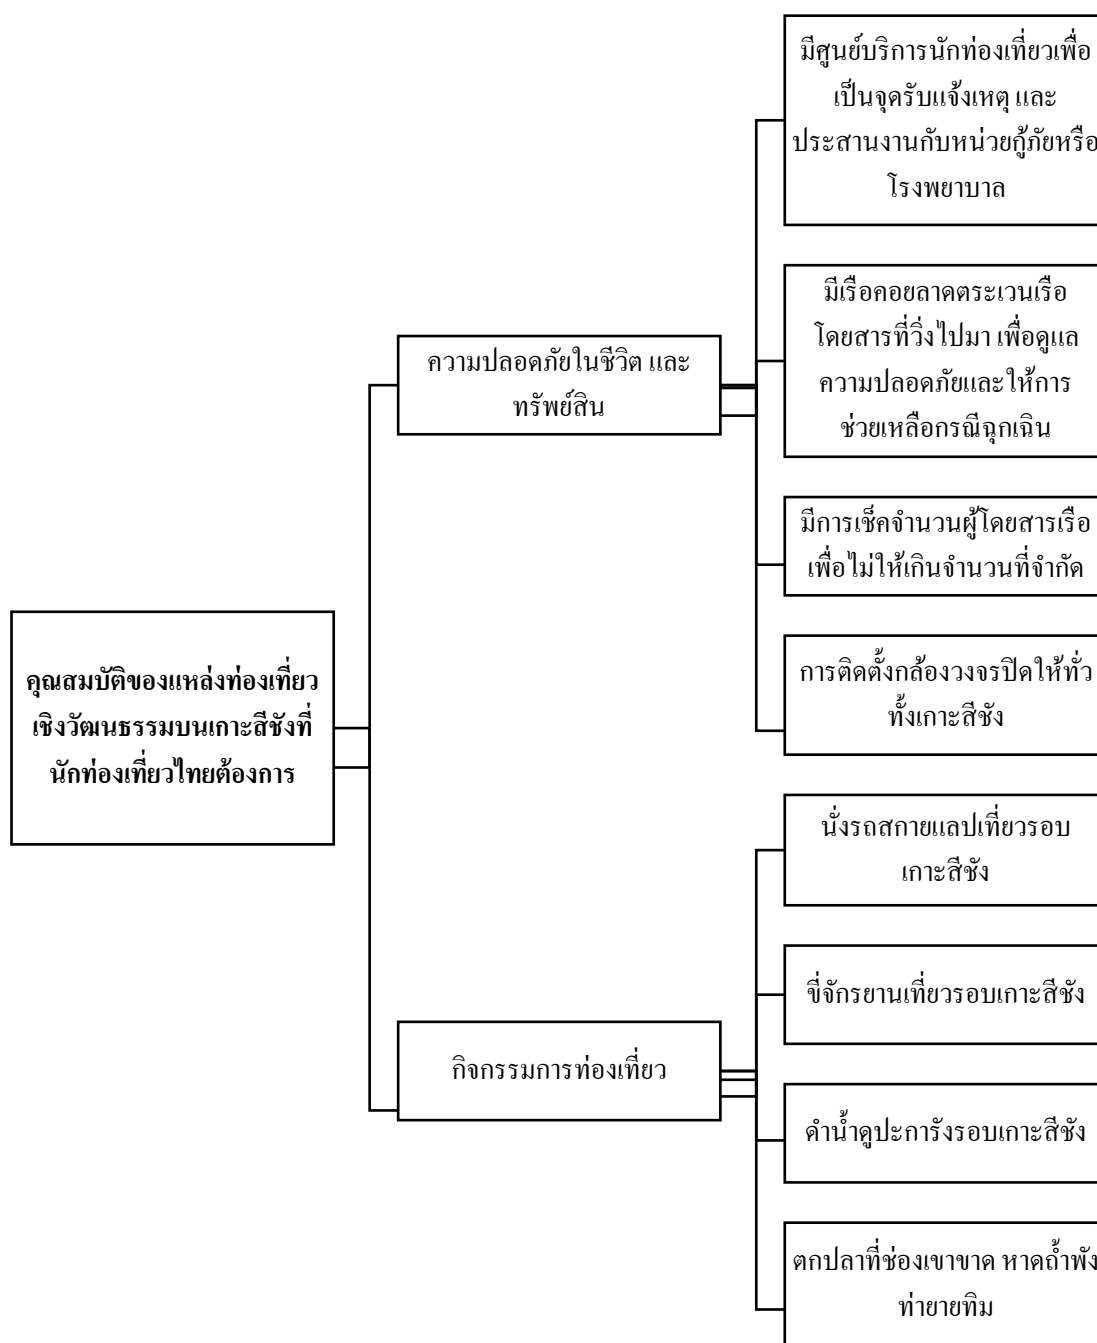 มีศูนย์บริการนักท่องเที่ยวเพื่อ
เป็นจุดรับแจ้งเหตุ และ
ประสานงานกับหน่วยกู้ภัยหรือ
โรงพยาบาล
มีเรือคอยลาดตระเวนเรือ
โดยสารที่วิ่งไปมา เพื่อดูแล
ความปลอดภัยและให้การ
ช่วยเหลือกรณีฉุกเฉิน
ความปลอดภัยในชีวิต และ
ทรัพย์สิน
มีการเช็คจำนวนผู้โดยสารเรือ
เพื่อไม่ให้เกินจำนวนที่จำกัด
คุณสมบัติของแหล่งท่องเที่ยว
เชิงวัฒนธรรมบนเกาะสีชังที่
นักท่องเที่ยวไทยต้องการ
การติดตั้งกล้องวงจรปิดให้ทั่ว
ทั้งเกาะสีชัง
นั่งรถสกายแลปเที่ยวรอบ
เกาะสีชัง
ขี่จักรยานเที่ยวรอบเกาะสีชัง
กิจกรรมการท่องเที่ยว
ดำน้ำดูปะการังรอบเกาะสีชัง
ตกปลาที่ช่องเขาขาด หาดถ้ำพัง
ท่ายายทิม